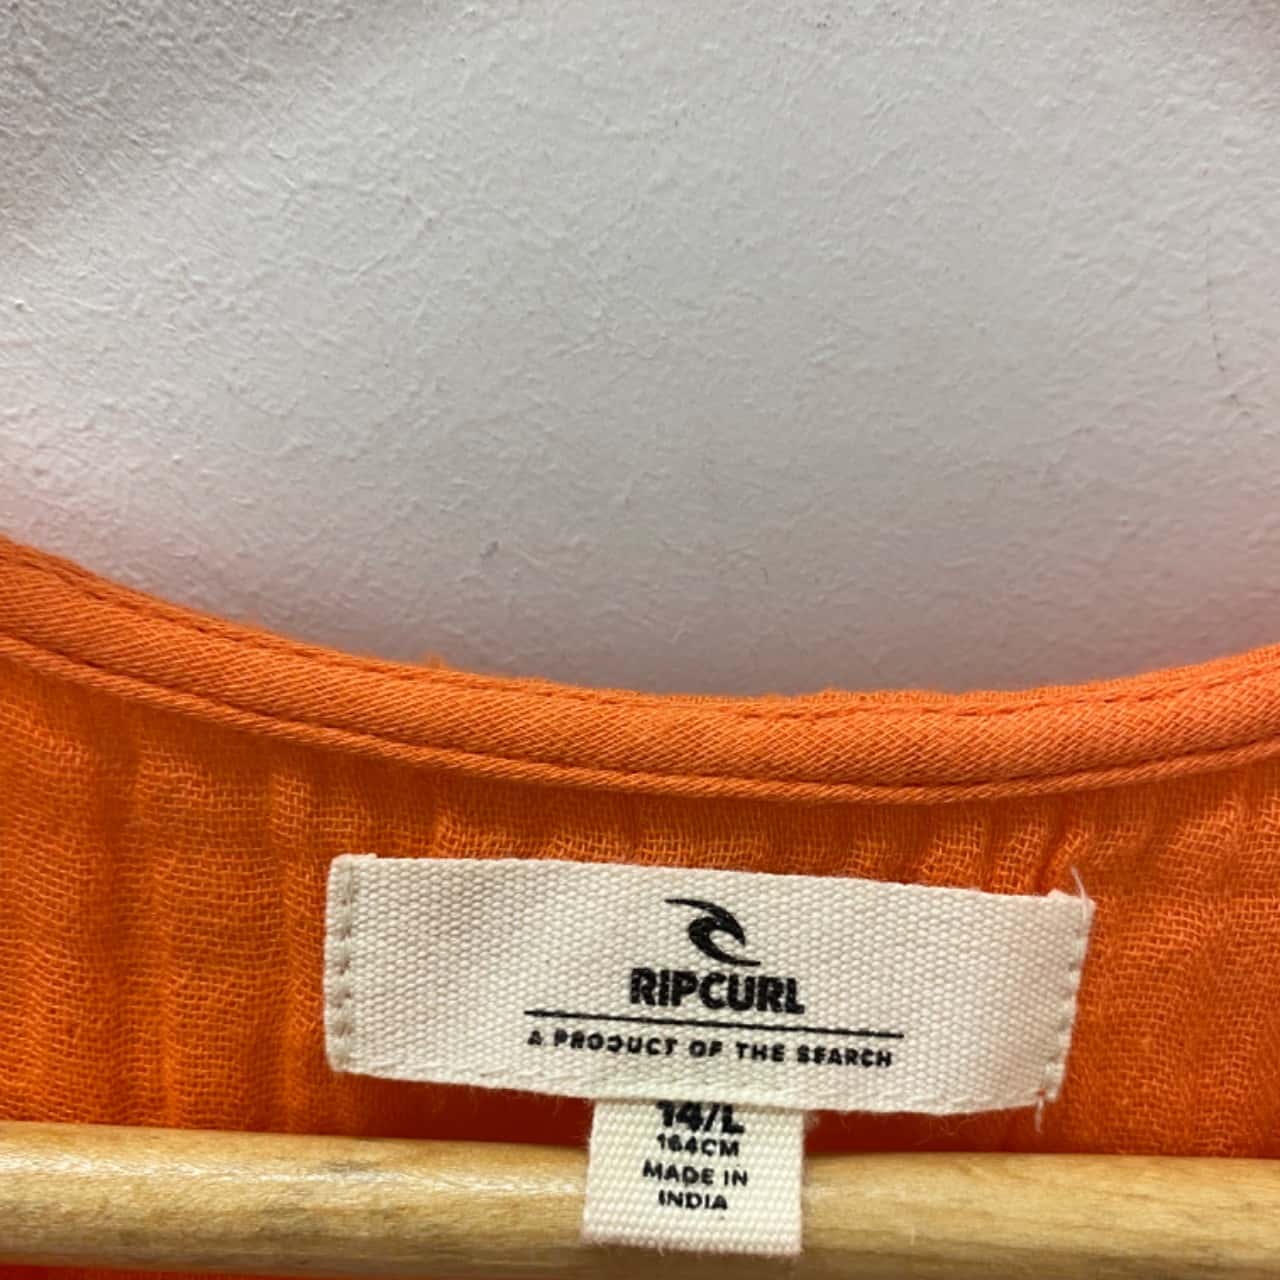 RIPCURL
A PRODUCT OF THE SEARCH
14/L
164CM
MADE IN
INDIA